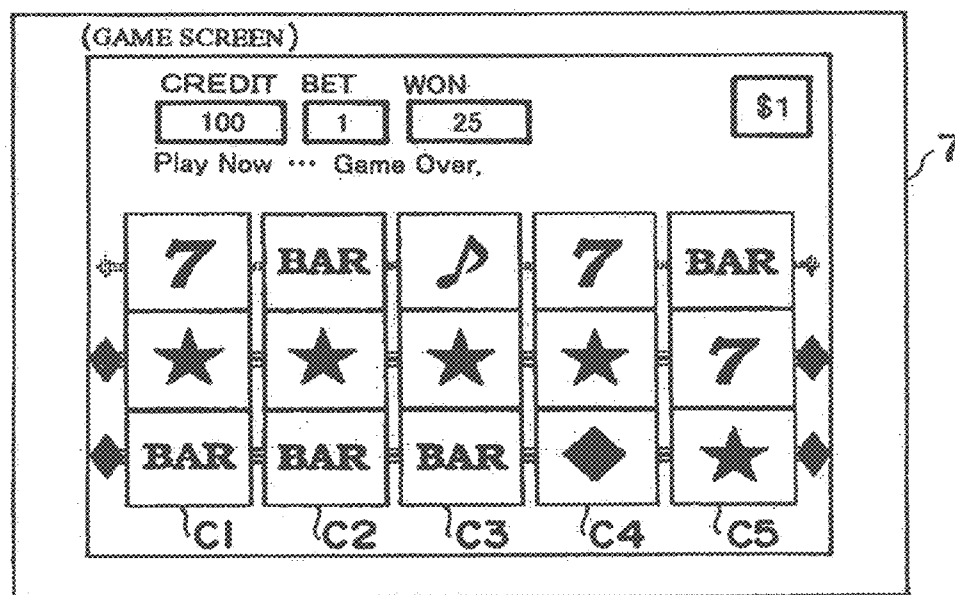 (GAME SCREEN)
CREDIT BET WON
100 1 25 $1
Play Now ··· Game Over,
7
7 BAR 7 BAR
7
BAR BAR BAR
C1 C2 C3 C4 C5